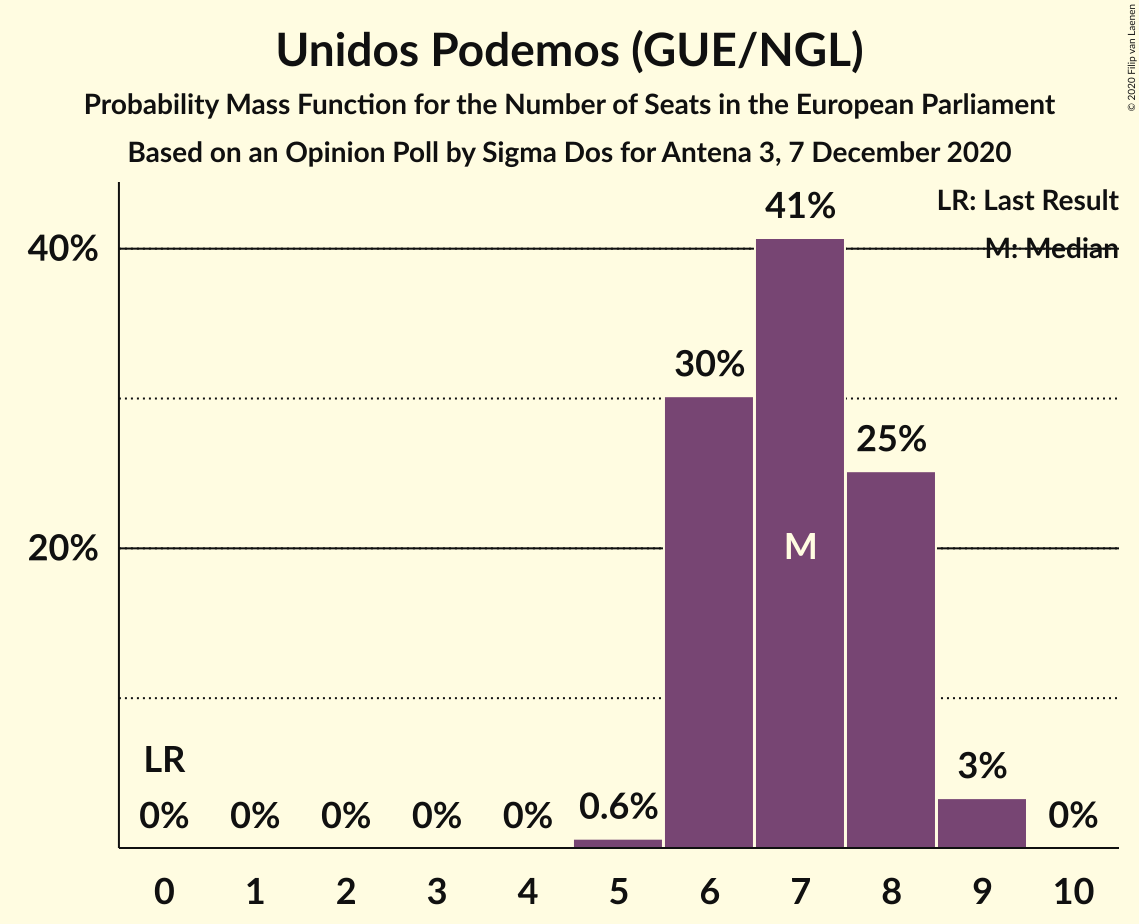 Unidos Podemos (GUE/NGL)
Probability Mass Function for the Number of Seats in the European Parliament
Based on an Opinion Poll by Sigma Dos for Antena 3, 7 December 2020
© 2020 Filip van Laenen
LR: Last Result
M: Median
40%
20%
41%
30%
25%
M
LR
0%
0%
0%
0%
0%
0.6%
3%
0%
0 1 2 3 4 5 6 7 8 9 10